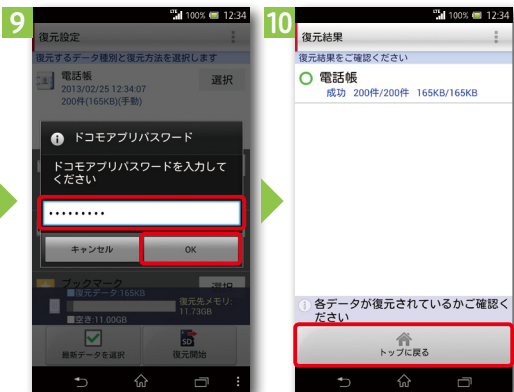 9
LTE 100% 12:34
復元設定
復元するデータ種別と復元方法を選択します
電話帳
2013/02/25 12:34:07
200件(165KB)(手動)
選択
ドコモアプリパスワード
ドコモアプリパスワードを入力して
ください
•••••••••
キャンセル
OK
ブックマーク
選択
復元データ:165KB
復元先メモリ:
11.73GB
空き:11.00GB
最新データを選択
SD
復元開始
10
LTE 100% 12:34
復元結果
復元結果をご確認ください
電話帳
成功 200件/200件 165KB/165KB
各データが復元されているかご確認く
ださい
トップに戻る